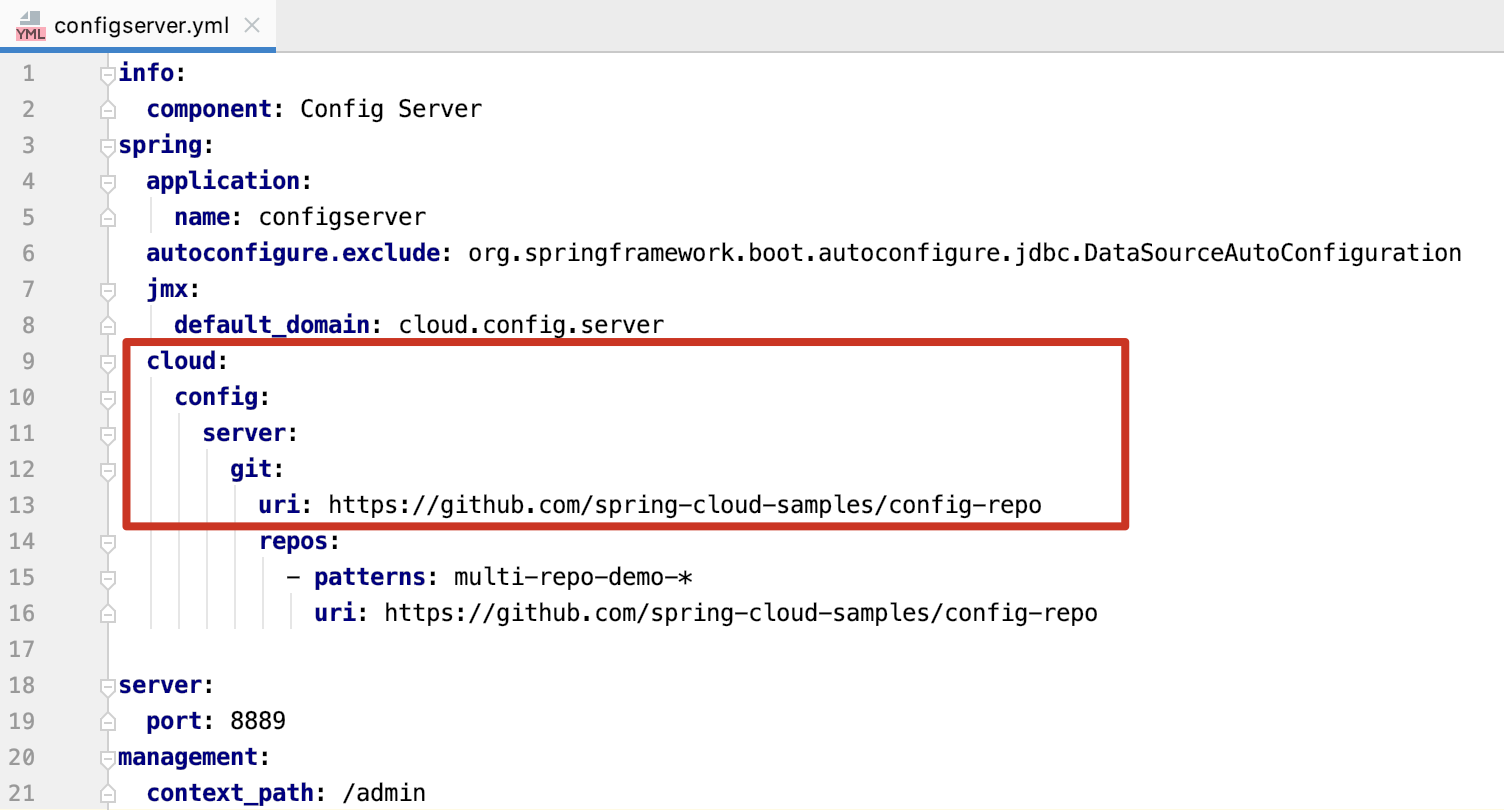 YML configserver.yml
1 info:
2   component: Config Server
3 spring:
4   application:
5     name: configserver
6   autoconfigure.exclude: org.springframework.boot.autoconfigure.jdbc.DataSourceAutoConfiguration
7   jmx:
8     default_domain: cloud.config.server
9   cloud:
10     config:
11       server:
12         git:
13           uri: https://github.com/spring-cloud-samples/config-repo
14           repos:
15             - patterns: multi-repo-demo-*
16               uri: https://github.com/spring-cloud-samples/config-repo
17
18 server:
19   port: 8889
20 management:
21   context_path: /admin